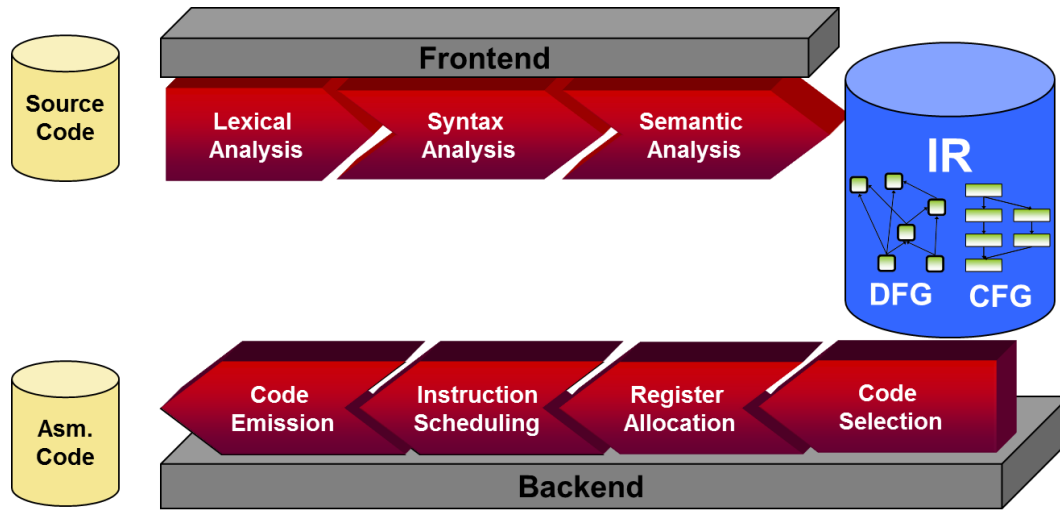 Frontend
Source
Code
Lexical
Analysis
Syntax
Analysis
Semantic
Analysis
IR
DFG
CFG
Asm.
Code
Code
Emission
Instruction
Scheduling
Register
Allocation
Code
Selection
Backend